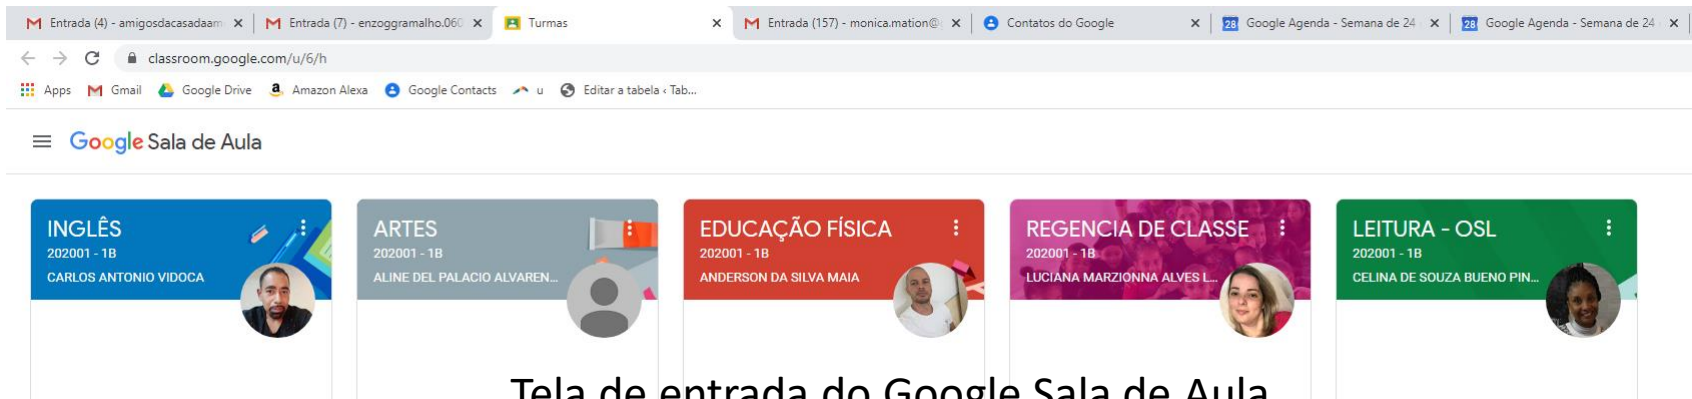 Entrada (4) - amigosdacasadaam
Entrada (7) - enzoggramalho.060
Turmas
Entrada (157) - monica.mation@
Contatos do Google
28 Google Agenda - Semana de 24
28 Google Agenda - Semana de 24
classroom.google.com/u/6/h
Apps
Gmail
Google Drive
Amazon Alexa
Google Contacts
u
Editar a tabela ‹ Tab...
Google Sala de Aula
INGLÊS
202001 - 1B
CARLOS ANTONIO VIDOCA
ARTES
202001 - 1B
ALINE DEL PALACIO ALVAREN...
EDUCAÇÃO FÍSICA
202001 - 1B
ANDERSON DA SILVA MAIA
REGENCIA DE CLASSE
202001 - 1B
LUCIANA MARZIONNA ALVES L...
LEITURA - OSL
202001 - 1B
CELINA DE SOUZA BUENO PIN...
Tela de entrada do Google Sala de Aula